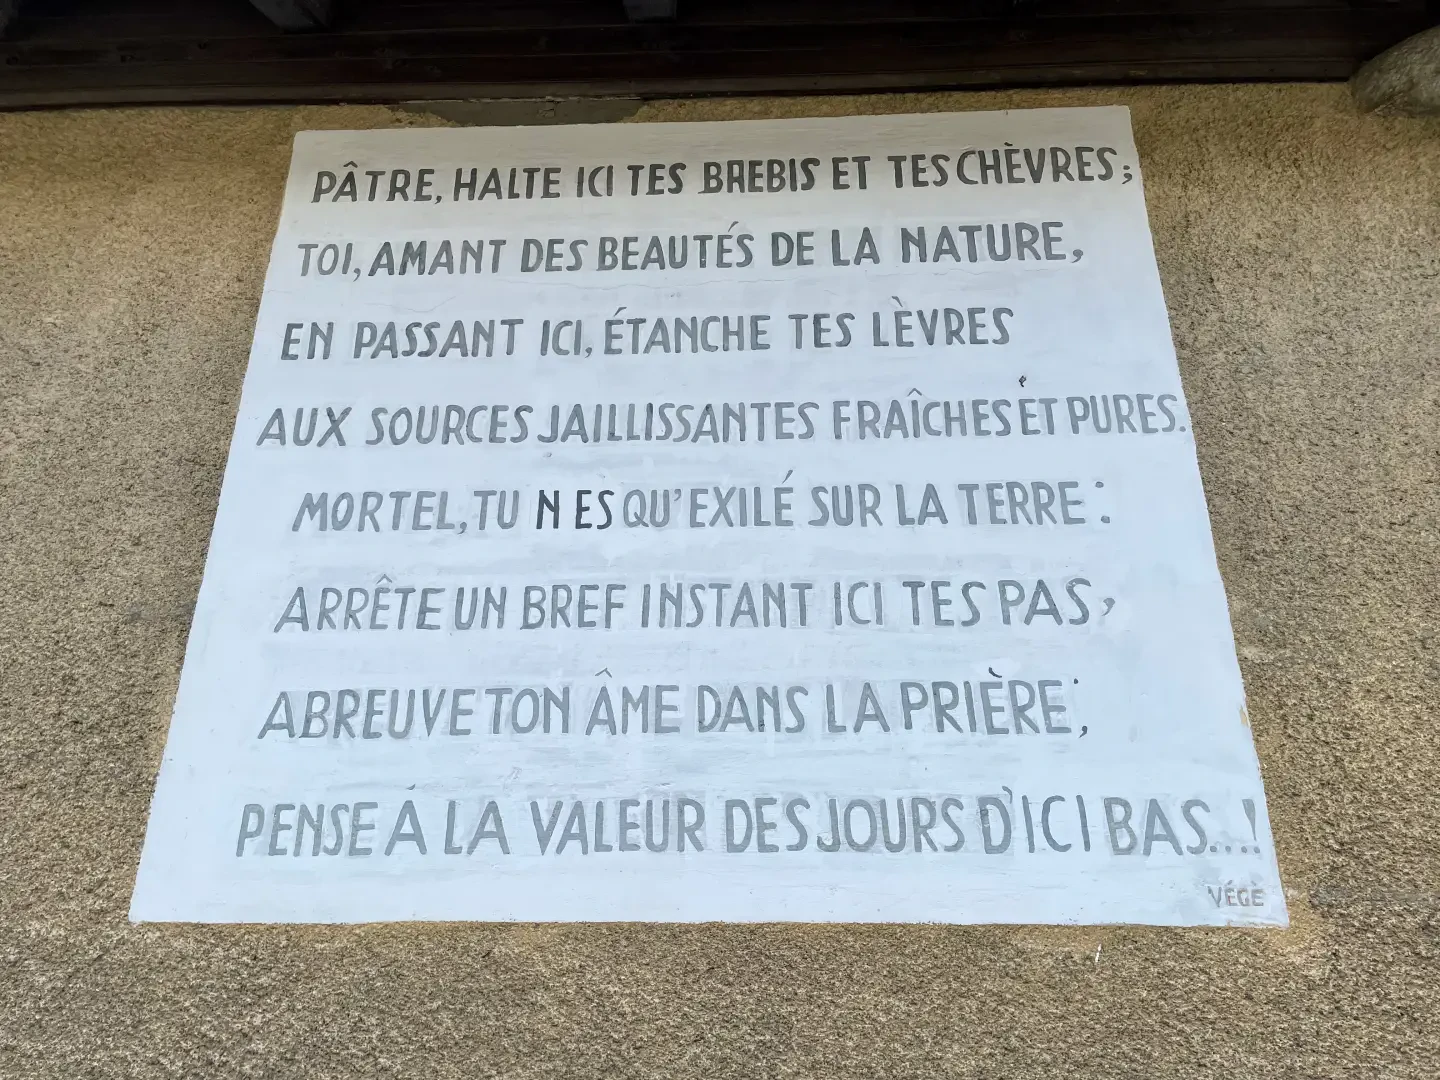 PÂTRE, HALTE ICI TES BREBIS ET TES CHÈVRES;
TOI, AMANT DES BEAUTÉS DE LA NATURE,
EN PASSANT ICI, ÉTANCHE TES LÈVRES
AUX SOURCES JAILLISSANTES FRAÎCHES ET PURES.
MORTEL, TU N ES QU'EXILÉ SUR LA TERRE:
ARRÊTE UN BREF INSTANT ICI TES PAS,
ABREUVE TON ÂME DANS LA PRIÈRE;
PENSE À LA VALEUR DES JOURS D'ICI BAS...!
VÉGÈ